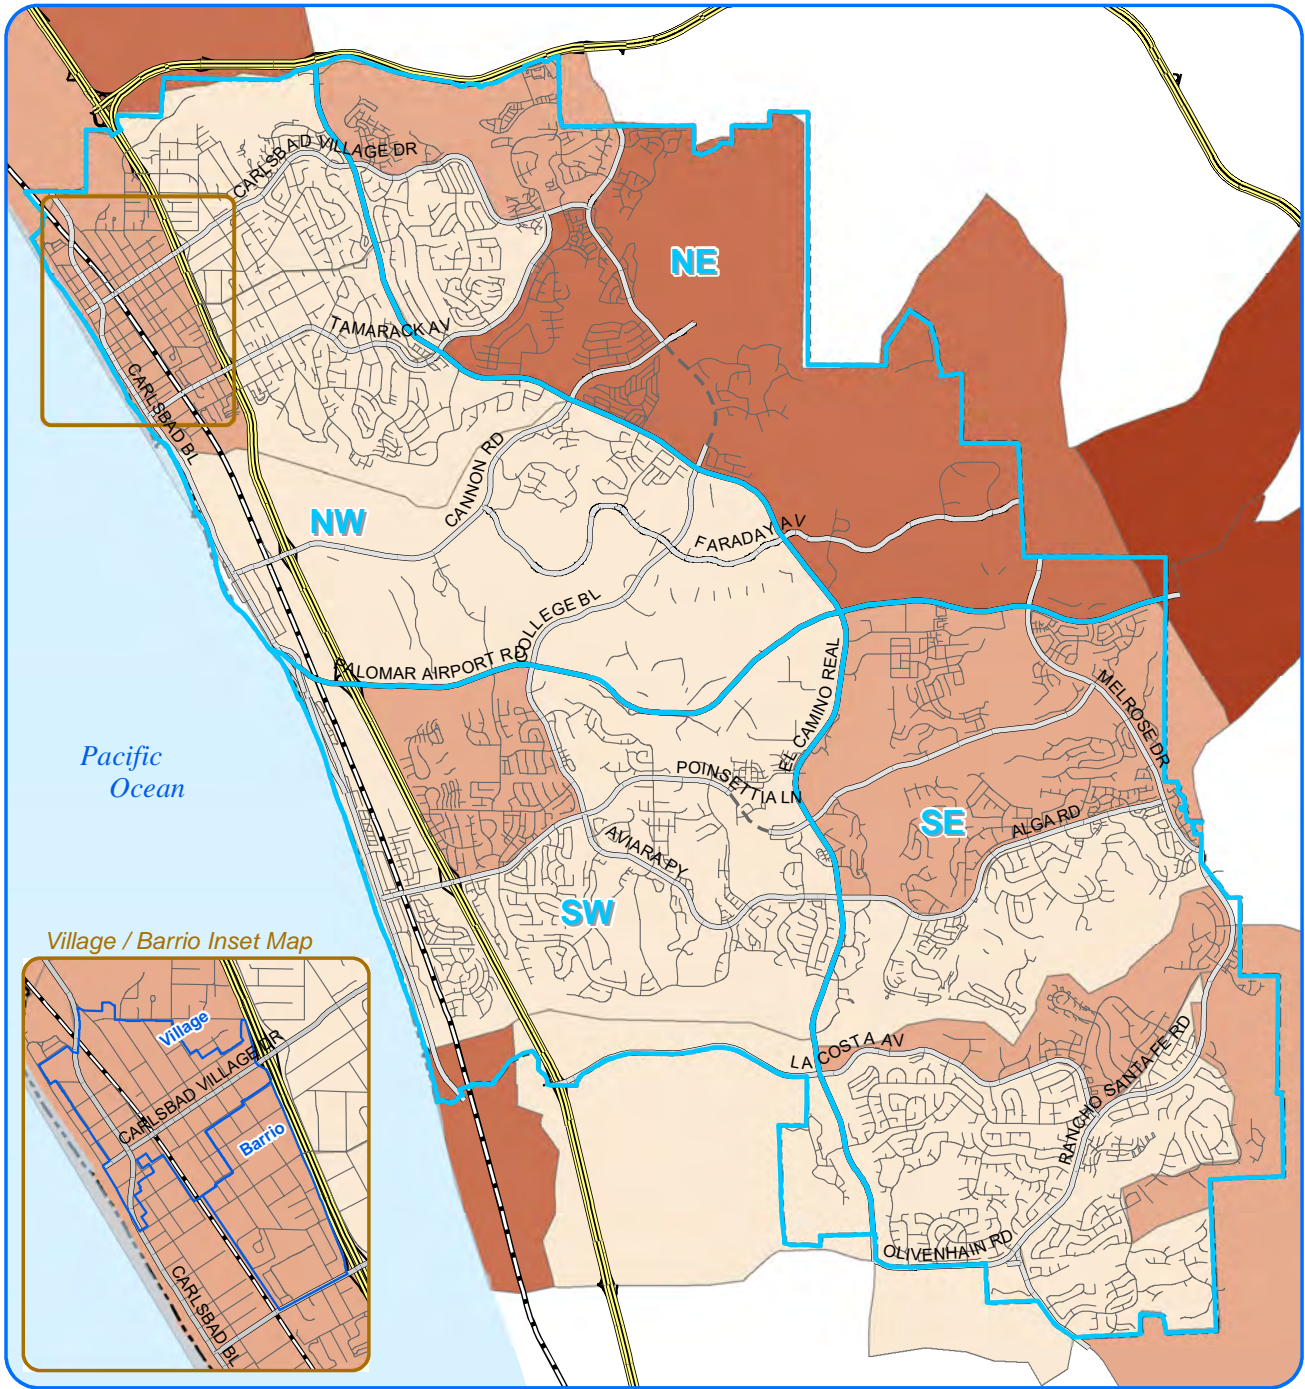 CARLSBAD VILLAGE DR
NE
TAMARACK AV
CARLSBAD BL
CANNON RD
NW
FARADAY AV
COLLEGE BL
PALOMAR AIRPORT RD
EL CAMINO REAL
MELROSE DR
Pacific
Ocean
POINSETTIA LN
SE
ALGA RD
AVIARA PY
SW
Village / Barrio Inset Map
Village
CARLSBAD VILLAGE DR
Barrio
CARLSBAD BL
LA COSTA AV
RANCHO SANTA FE RD
OLIVENHAIN RD